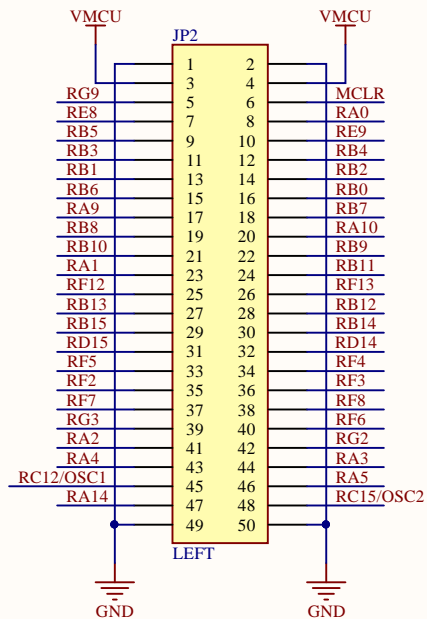 VMCU VMCU
JP2
1 2
3 4
RG9 5 6 MCLR
RE8 7 8 RA0
RB5 9 10 RE9
RB3 11 12 RB4
RB1 13 14 RB2
RB6 15 16 RB0
RA9 17 18 RB7
RB8 19 20 RA10
RB10 21 22 RB9
RA1 23 24 RB11
RF12 25 26 RF13
RB13 27 28 RB12
RB15 29 30 RB14
RD15 31 32 RD14
RF5 33 34 RF4
RF2 35 36 RF3
RF7 37 38 RF8
RG3 39 40 RF6
RA2 41 42 RG2
RA4 43 44 RA3
RC12/OSC1 45 46 RA5
RA14 47 48 RC15/OSC2
49 50
LEFT
GND GND